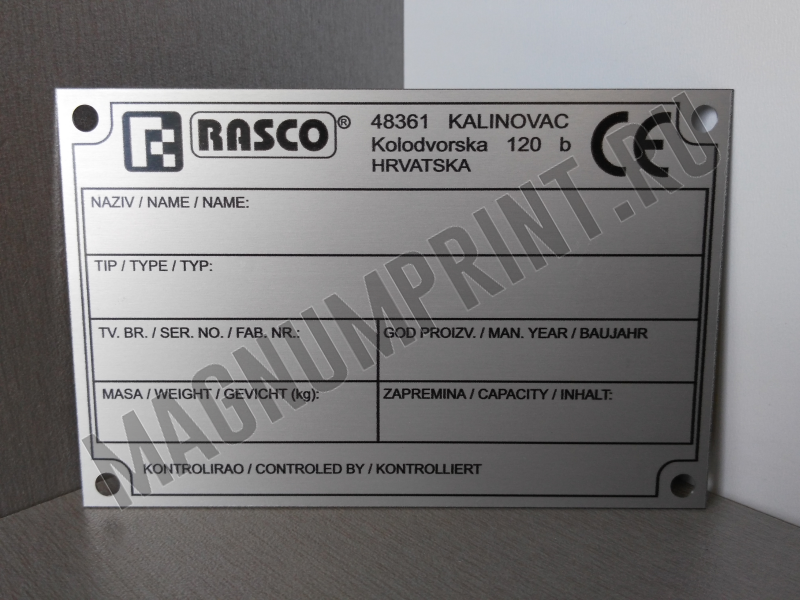 RASCO®
48361 KALINOVAC
Kolodvorska 120 b
HRVATSKA
CE
NAZIV / NAME / NAME:
TIP / TYPE / TYP:
TV. BR. / SER. NO. / FAB. NR.:
GOD PROIZV. / MAN. YEAR / BAUJAHR
MASA / WEIGHT / GEVICHT (kg):
ZAPREMINA / CAPACITY / INHALT:
KONTROLIRAO / CONTROLED BY / KONTROLLIERT
MAGNUMPRINT.RU